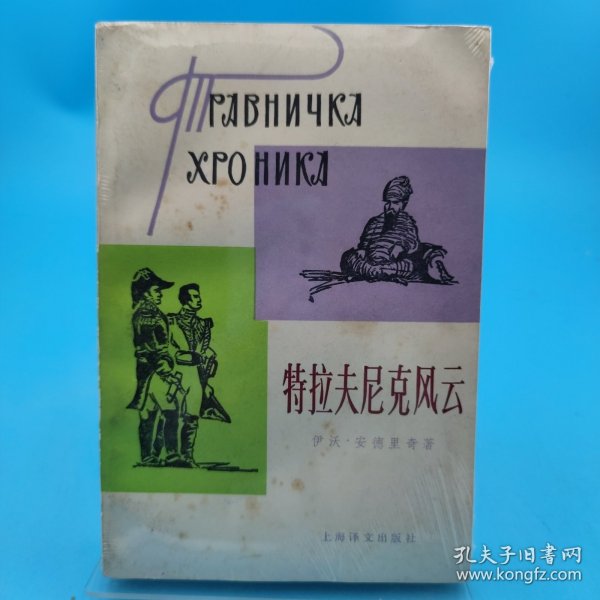 ТРАВНИЧКА
ХРОНИКА
特拉夫尼克风云
伊沃·安德里奇著
上海译文出版社
孔夫子旧书网
www.kongfz.com